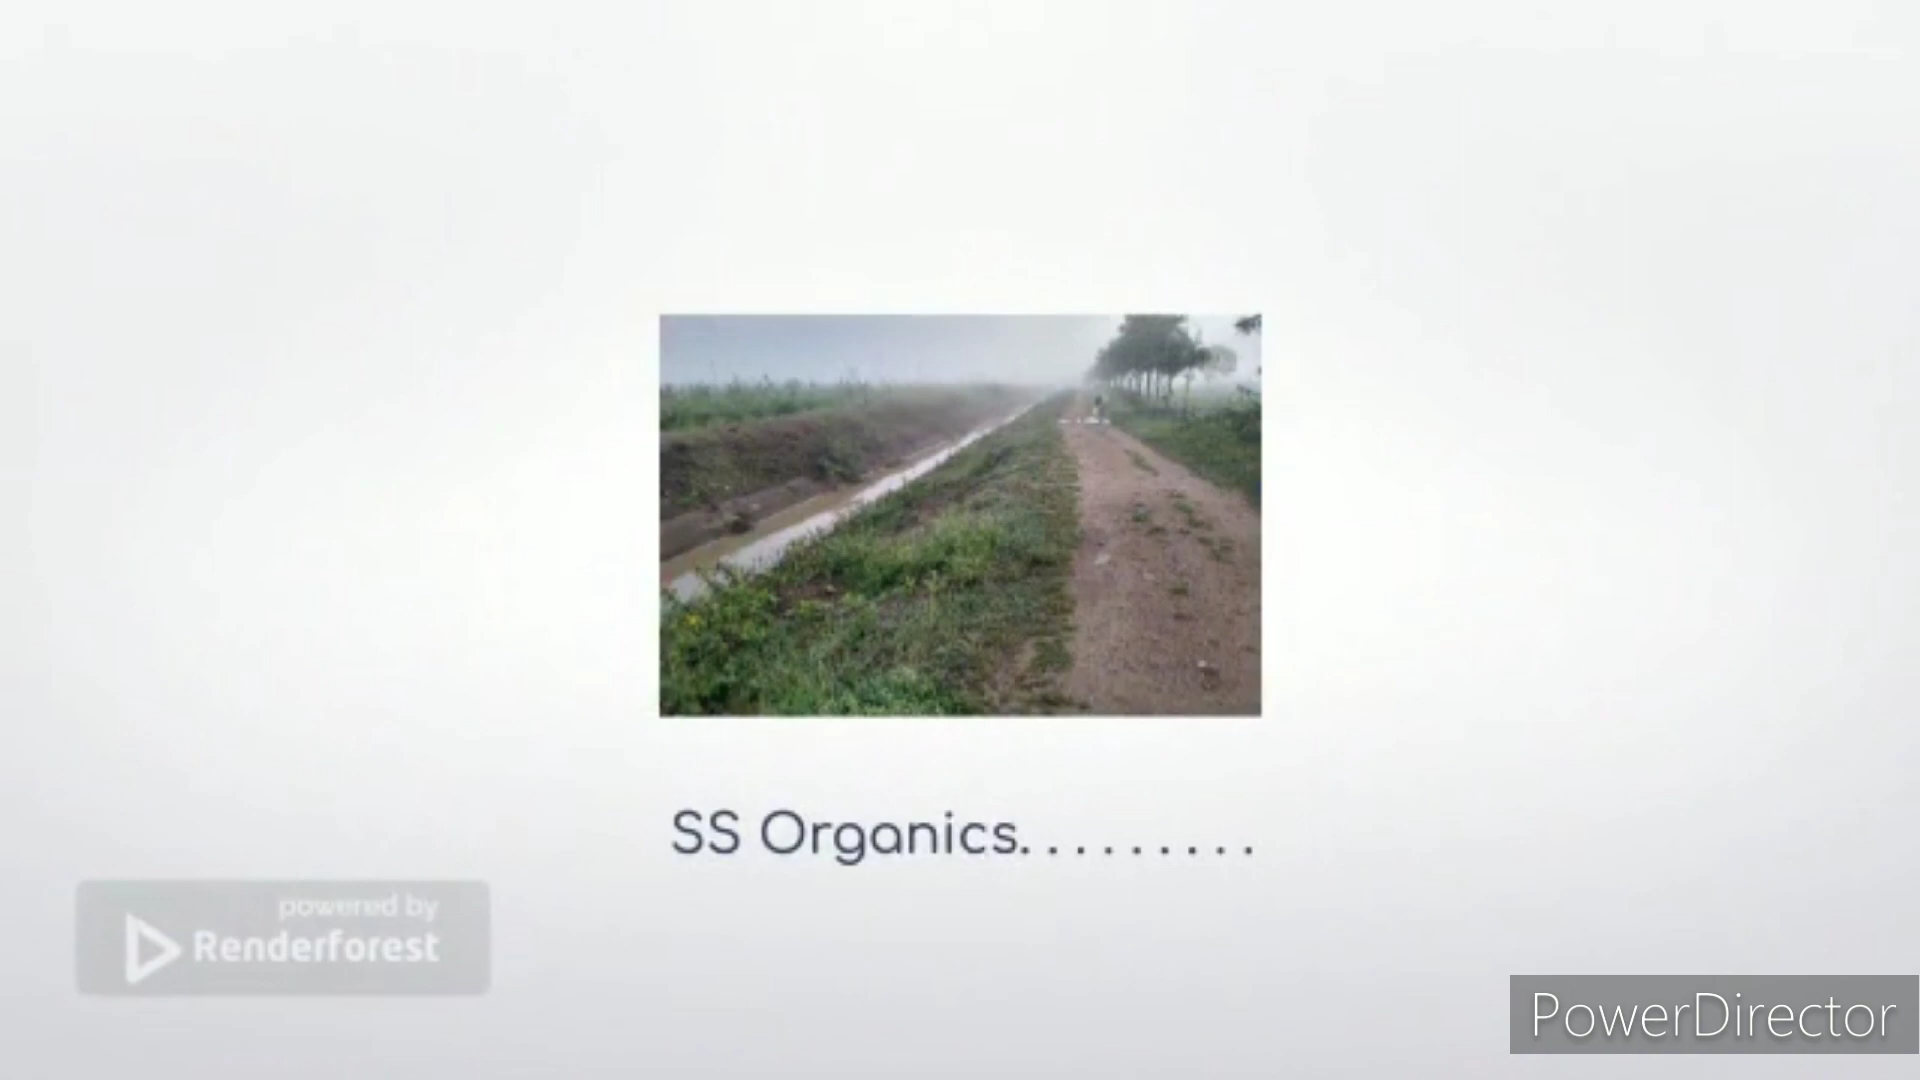 SS Organics.........
powered by
Renderforest
PowerDirector